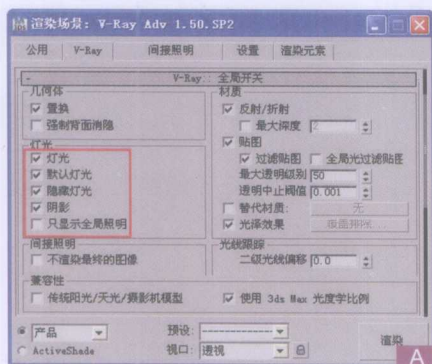 渲染场景: V-Ray Adv 1.50.SP2
公用 V-Ray 间接照明 设置 渲染元素
- V-Ray:: 全局开关
几何体
置换
强制背面消隐
灯光
灯光
默认灯光
隐藏灯光
阴影
只显示全局照明
材质
反射/折射
最大深度 2
贴图
过滤贴图 全局光过滤贴图
最大透明级别 50
透明中止阈值 0.001
替代材质: 无
光泽效果 覆盖排除...
间接照明
不渲染最终的图像
光线跟踪
二级光线偏移 0.0
兼容性
传统阳光/天光/摄影机模型 使用 3ds Max 光度学比例
产品 预设: 渲染
ActiveShade 视口: 透视
A